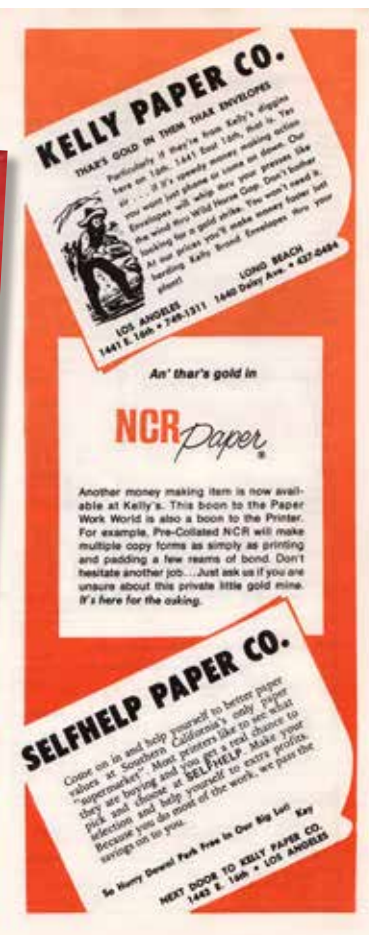 KELLY PAPER CO.
THAR'S GOLD IN THEM THAR ENVELOPES
Particularly if they're from Kelly's diggins
here on 16th. 1441 East 16th, that is. Yes
sir . . . if it's speedy money making action
you want just phone or come on down. Our
Envelopes will whip thru your presses like
the wind thru Wild Horse Gap. Don't bother
looking for a gold strike. You won't need it.
At our prices you'll make money faster just
herding Kelly Brand Envelopes thru your
plant!
LOS ANGELES
1441 E. 16th • 749-1311
LONG BEACH
1640 Daisy Ave. • 437-0484
An' thar's gold in
NCR Paper®
Another money making item is now avail-
able at Kelly's. This boon to the Paper
Work World is also a boon to the Printer.
For example, Pre-Collated NCR will make
multiple copy forms as simply as printing
and padding a few reams of bond. Don't
hesitate another job...Just ask us if you are
unsure about this private little gold mine.
It's here for the asking.
SELFHELP PAPER CO.
Come on in and help yourself to better paper
values at Southern California's only paper
"supermarket". Most printers like to see what
they are buying and you get a real chance to
pick and choose at SELFHELP. Make your
selection and help yourself to extra profits.
Because you do most of the work, we pass the
savings on to you.
So Hurry Down! Park Free In Our Big Lot!
Kay
NEXT DOOR TO KELLY PAPER CO.
1445 E. 16th • LOS ANGELES